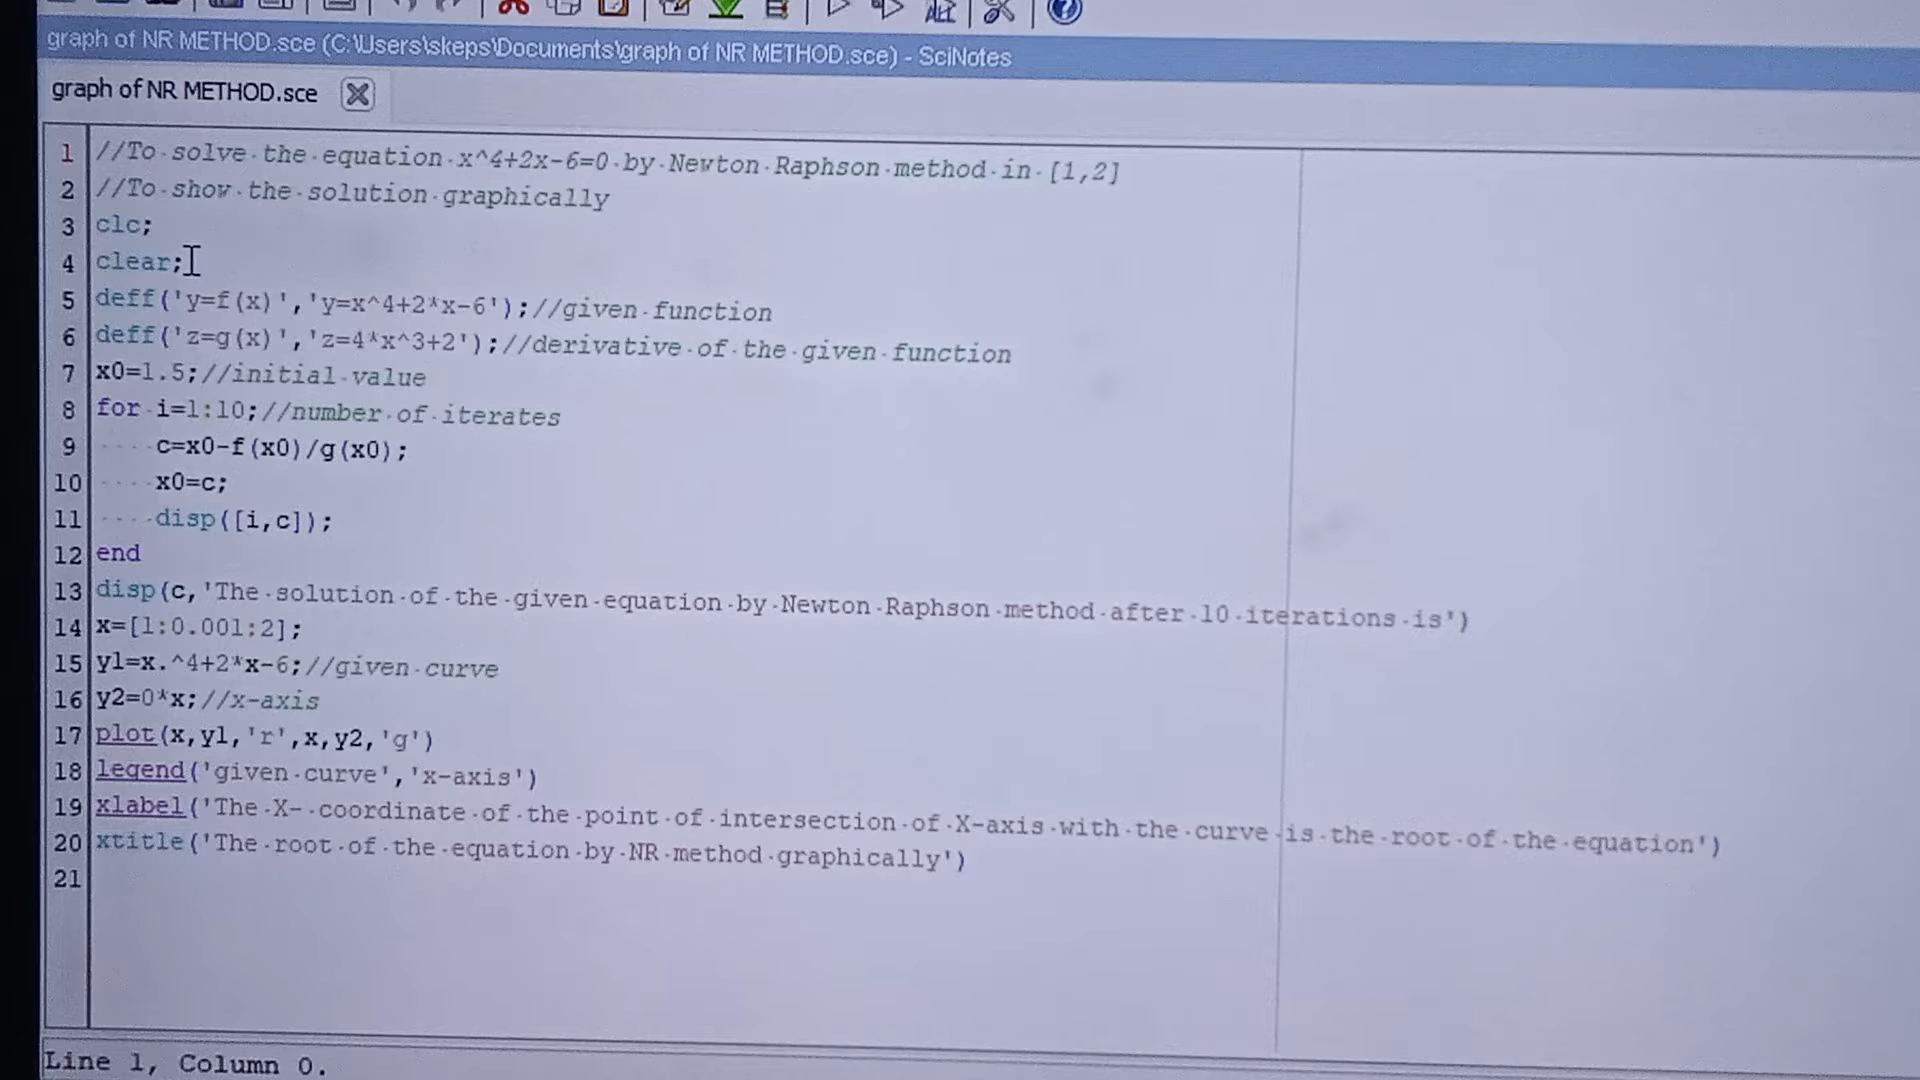 graph of NR METHOD.sce (C:\Users\skeps\Documents\graph of NR METHOD.sce) - SciNotes
graph of NR METHOD.sce
1 //To solve the equation x^4+2x-6=0 by Newton Raphson method in [1,2]
2 //To show the solution graphically
3 clc;
4 clear;
5 deff('y=f(x)','y=x^4+2*x-6');//given function
6 deff('z=g(x)','z=4*x^3+2');//derivative of the given function
7 x0=1.5;//initial value
8 for i=1:10;//number of iterates
9     c=x0-f(x0)/g(x0);
10     x0=c;
11     disp([i,c]);
12 end
13 disp(c,'The solution of the given equation by Newton Raphson method after 10 iterations is')
14 x=[1:0.001:2];
15 y1=x.^4+2*x-6;//given curve
16 y2=0*x;//x-axis
17 plot(x,y1,'r',x,y2,'g')
18 legend('given curve','x-axis')
19 xlabel('The X- coordinate of the point of intersection of X-axis with the curve is the root of the equation')
20 xtitle('The root of the equation by NR method graphically')
21
Line 1, Column 0.